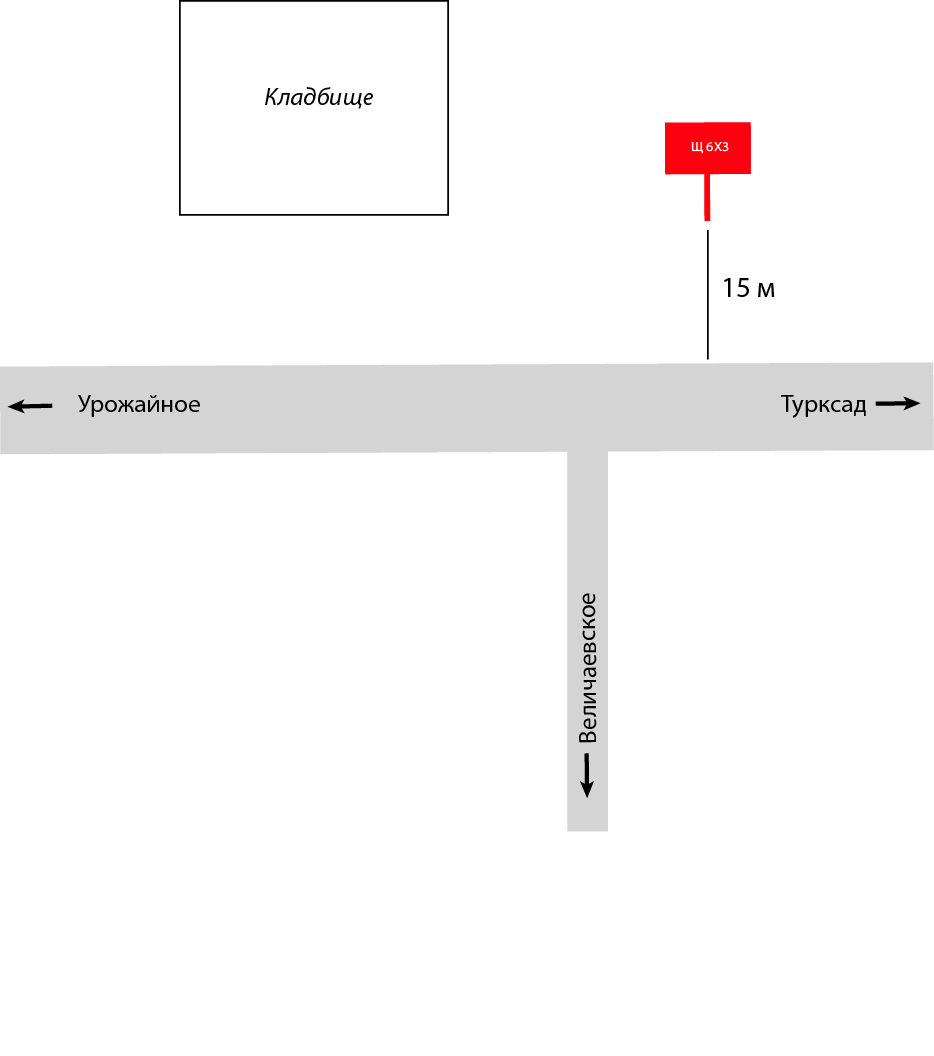 Кладбище
Щ 6Х3
15 м
Урожайное
Турксад
Величаевское